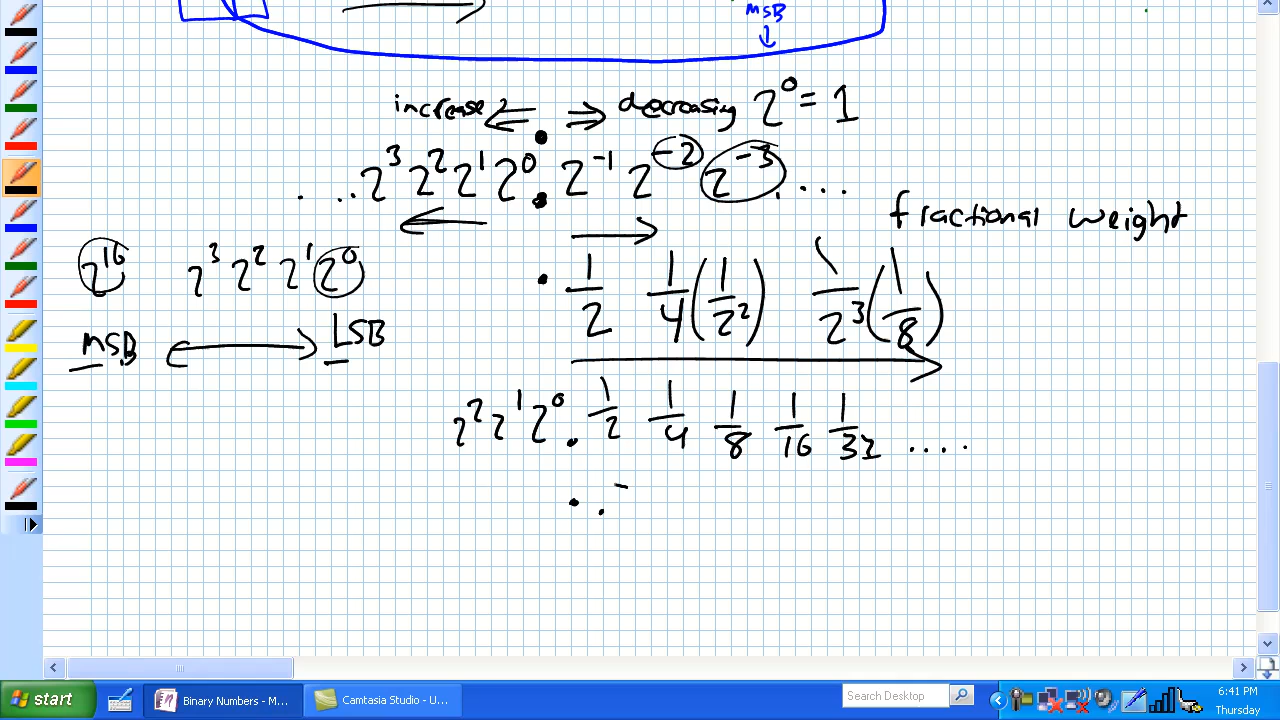 MSB
increase decreasing 2⁰ = 1
. . . 2³ 2² 2¹ 2⁰ . 2⁻¹ 2⁻² 2⁻³ . . . .
fractional weight
2¹⁶ 2³ 2² 2¹ 2⁰
. 1/2 1/4 (1/2²) 1/2³ (1/8)
MSB LSB
2² 2¹ 2⁰ . 1/2 1/4 1/8 1/16 1/32 ....
start Binary Numbers - M... Camtasia Studio - U... Search Desktop 6:41 PM
Thursday